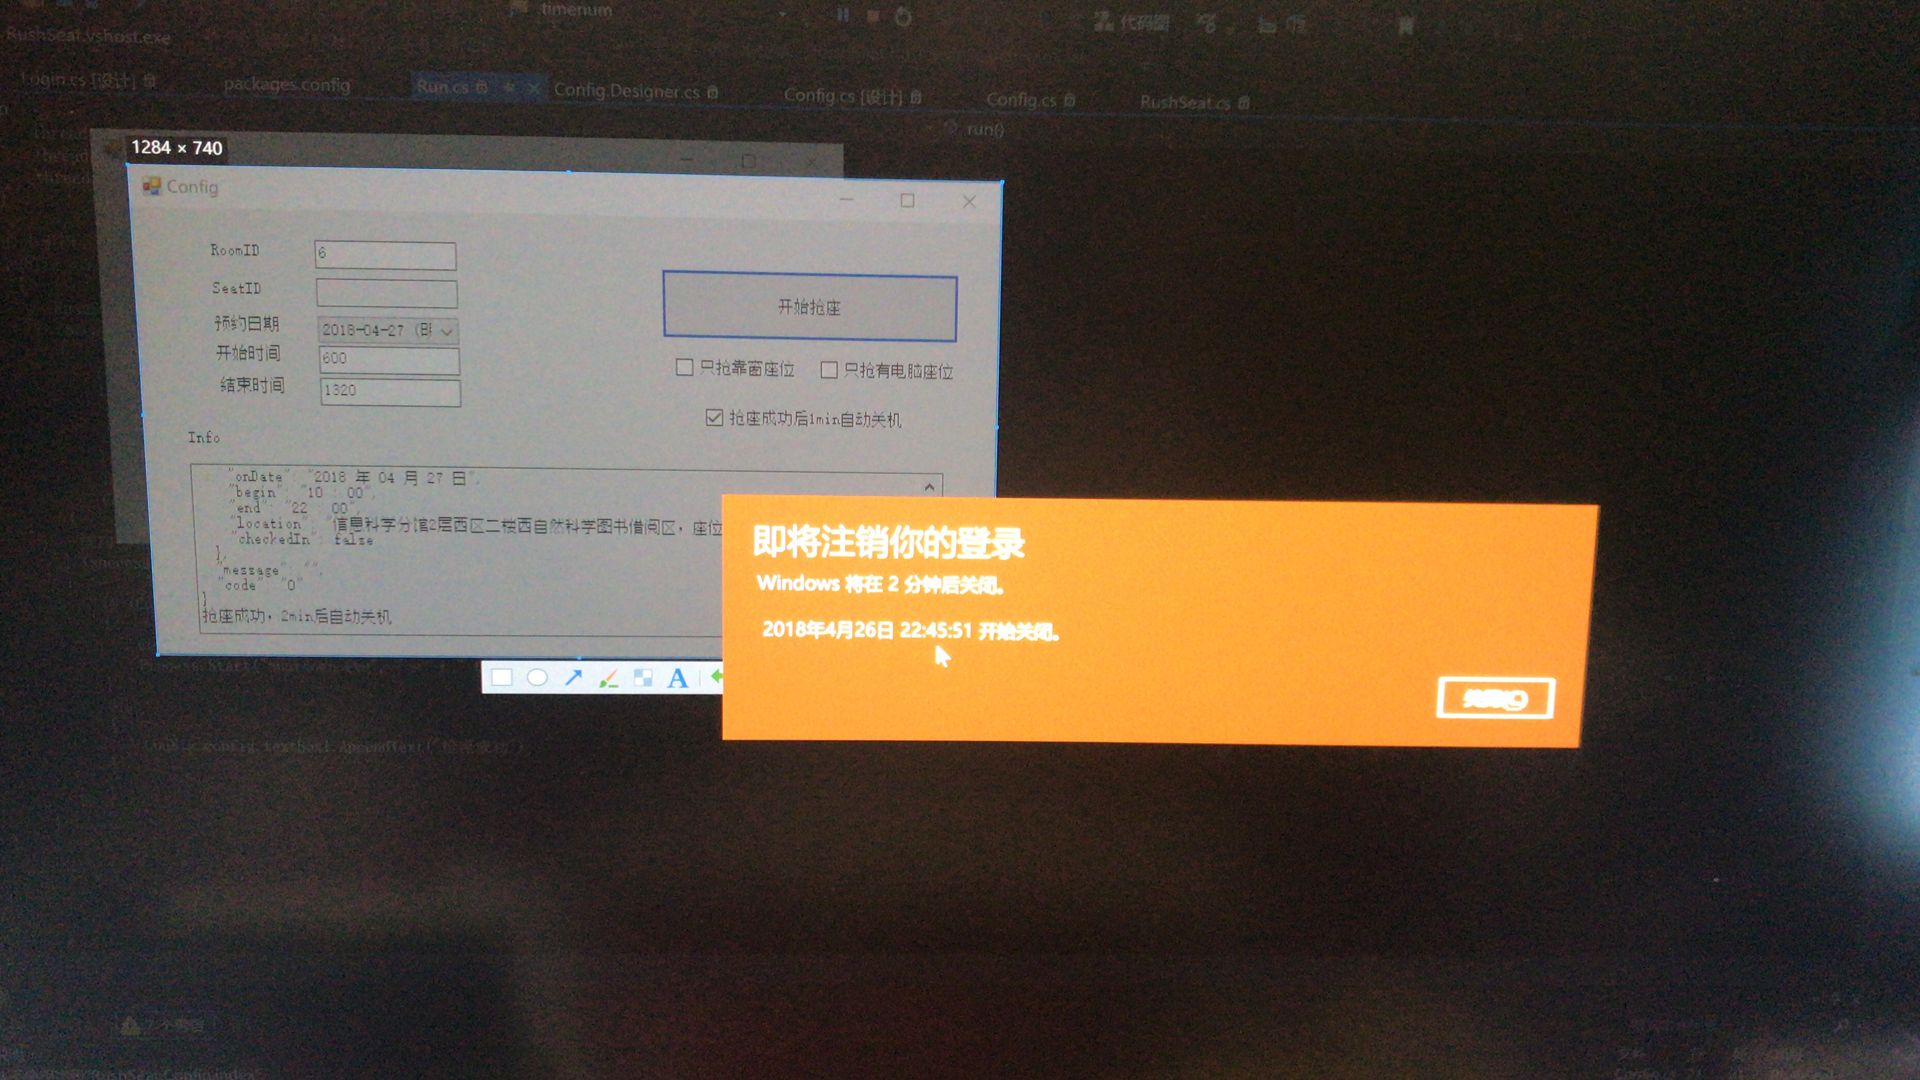 timenum
代码图
RushSeat.vshost.exe
Login.cs [设计]
packages.config
Run.cs
Config.Designer.cs
Config.cs [设计]
Config.cs
RushSeat.cs
run()
1284 × 740
Config
RoomID
6
SeatID
预约日期
2018-04-27
开始时间
600
结束时间
1320
开始抢座
只抢靠窗座位
只抢有电脑座位
抢座成功后1min自动关机
Info
"onDate" "2018 年 04 月 27 日",
"begin" "10 : 00",
"end" "22 : 00",
"location" "信息科学分馆2层西区二楼西自然科学图书借阅区，座位
"checkedIn" false
},
"message" "",
"code" "0"
}
抢座成功，2min后自动关机
即将注销你的登录
Windows 将在 2 分钟后关闭。
2018年4月26日 22:45:51 开始关闭。
A